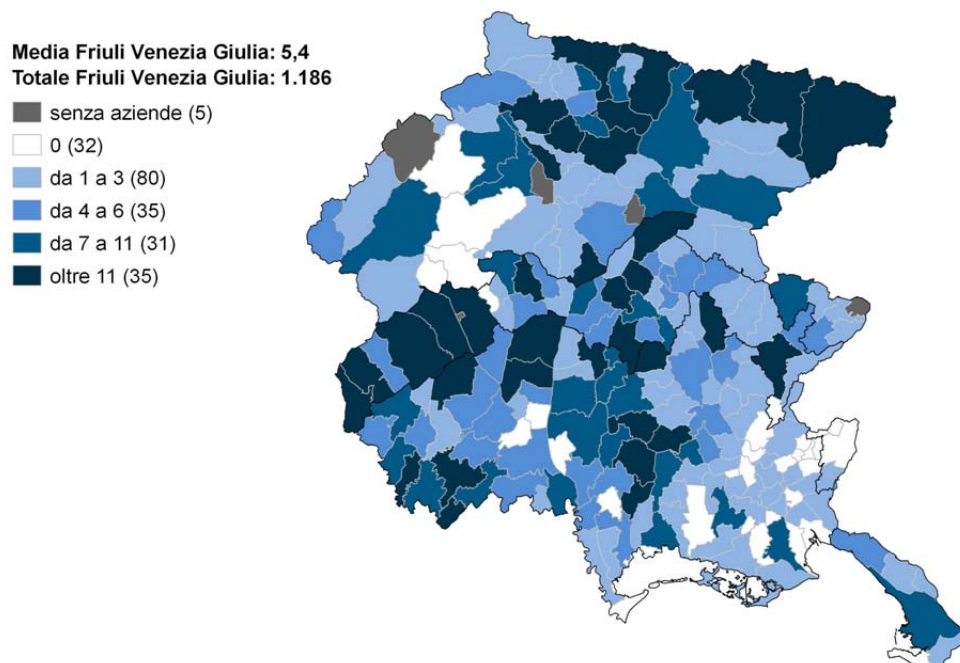 Media Friuli Venezia Giulia: 5,4
Totale Friuli Venezia Giulia: 1.186
senza aziende (5)
0 (32)
da 1 a 3 (80)
da 4 a 6 (35)
da 7 a 11 (31)
oltre 11 (35)